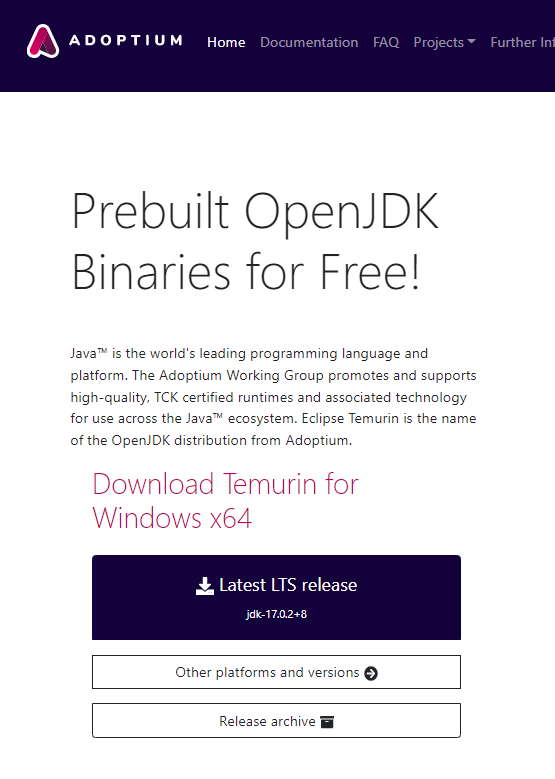 ADOPTIUM Home Documentation FAQ Projects Further Inf
Prebuilt OpenJDK
Binaries for Free!
Java™ is the world's leading programming language and
platform. The Adoptium Working Group promotes and supports
high-quality, TCK certified runtimes and associated technology
for use across the Java™ ecosystem. Eclipse Temurin is the name
of the OpenJDK distribution from Adoptium.
Download Temurin for
Windows x64
Latest LTS release
jdk-17.0.2+8
Other platforms and versions
Release archive